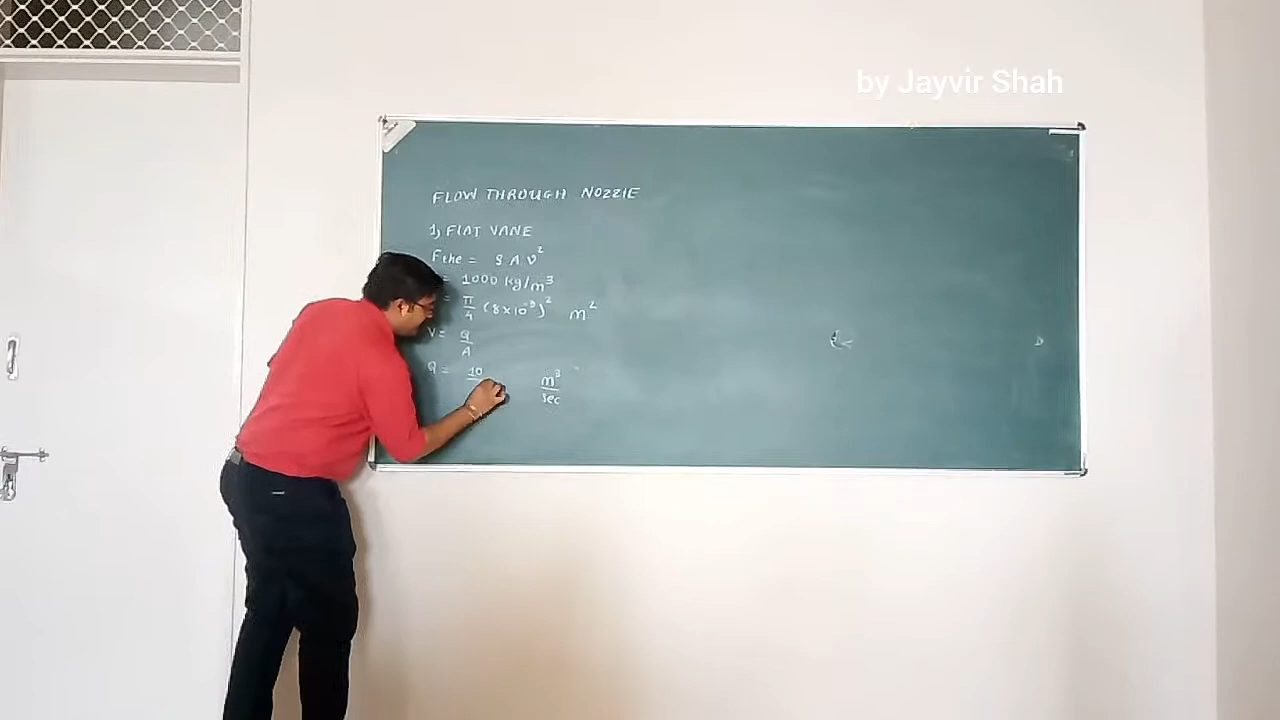 by Jayvir Shah
FLOW THROUGH NOZZLE
1) FLAT VANE
Fthe = ρ A V²
= 1000 kg/m³
= π/4 (8×10⁻³)² m²
V = Q/A
Q = 10 m³/sec